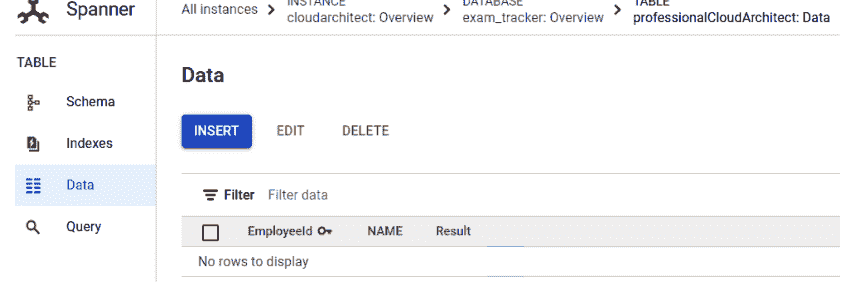 Spanner
All instances > INSTANCE > DATABASE > TABLE
cloudarchitect: Overview exam_tracker: Overview professionalCloudArchitect: Data
TABLE
Data
Schema
INSERT EDIT DELETE
Indexes
Data
Filter Filter data
Query
EmployeeId NAME Result
No rows to display